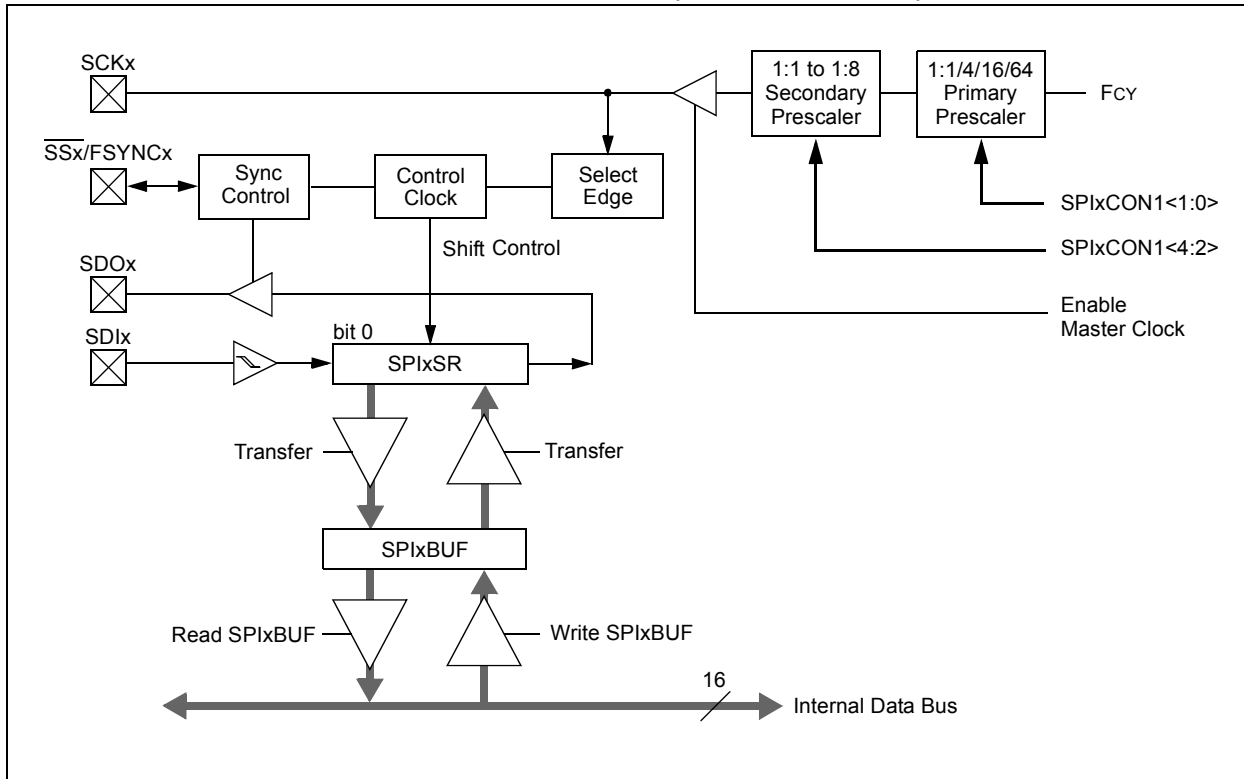 SCKx
1:1 to 1:8
Secondary
Prescaler
1:1/4/16/64
Primary
Prescaler
FCY
SSx/FSYNCx
Sync
Control
Control
Clock
Select
Edge
SPIxCON1<1:0>
Shift Control
SPIxCON1<4:2>
SDOx
Enable
Master Clock
bit 0
SDIx
SPIxSR
Transfer
Transfer
SPIxBUF
Read SPIxBUF
Write SPIxBUF
16
Internal Data Bus